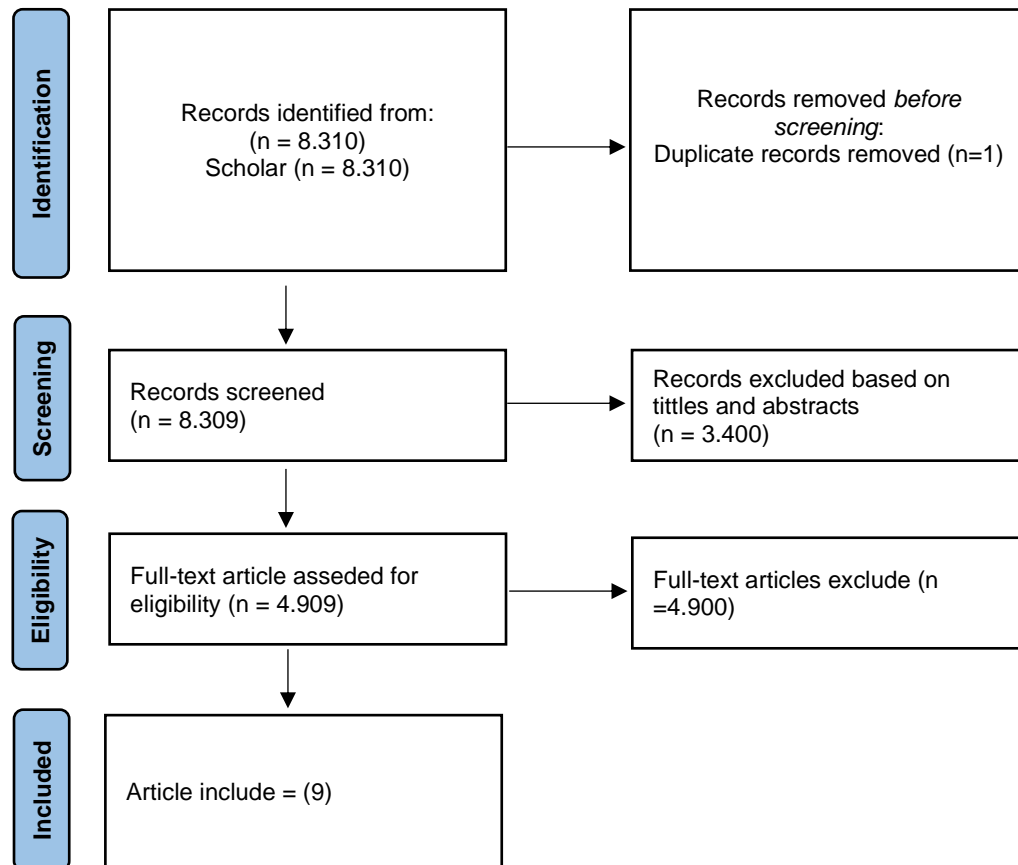 Identification
Records identified from:
(n = 8.310)
Scholar (n = 8.310)
Records removed before
screening:
Duplicate records removed (n=1)
Screening
Records screened
(n = 8.309)
Records excluded based on
tittles and abstracts
(n = 3.400)
Eligibility
Full-text article asseded for
eligibility (n = 4.909)
Full-text articles exclude (n
=4.900)
Included
Article include = (9)